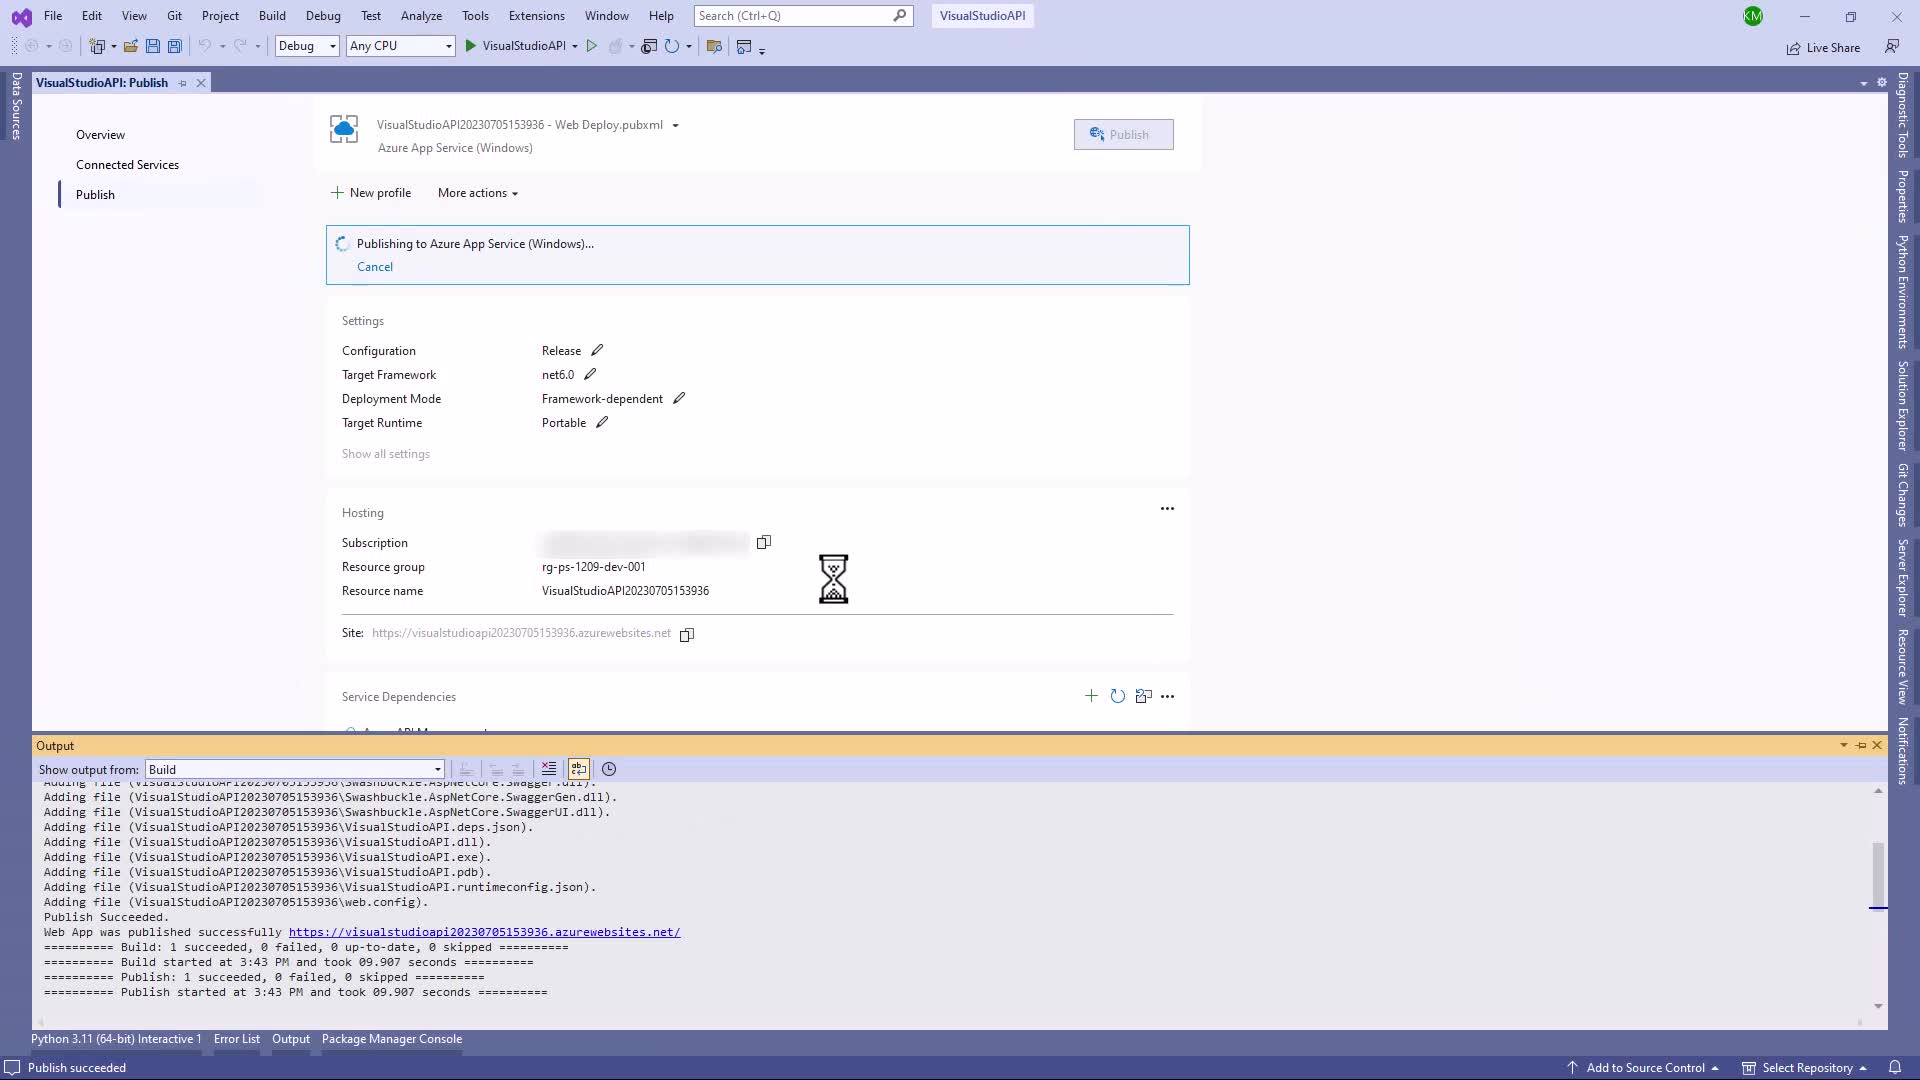 File Edit View Git Project Build Debug Test Analyze Tools Extensions Window Help Search (Ctrl+Q) VisualStudioAPI KM
Debug Any CPU VisualStudioAPI Live Share
Data Sources
VisualStudioAPI: Publish
Overview
Connected Services
Publish
VisualStudioAPI20230705153936 - Web Deploy.pubxml
Azure App Service (Windows)
Publish
New profile More actions
Publishing to Azure App Service (Windows)...
Cancel
Settings
Configuration Release
Target Framework net6.0
Deployment Mode Framework-dependent
Target Runtime Portable
Show all settings
Hosting
Subscription
Resource group rg-ps-1209-dev-001
Resource name VisualStudioAPI20230705153936
Site: https://visualstudioapi20230705153936.azurewebsites.net
Service Dependencies
Diagnostic Tools
Properties
Python Environments
Solution Explorer
Git Changes
Server Explorer
Resource View
Notifications
Output
Show output from: Build
Adding file (VisualStudioAPI20230705153936\Swashbuckle.AspNetCore.Swagger.dll).
Adding file (VisualStudioAPI20230705153936\Swashbuckle.AspNetCore.SwaggerGen.dll).
Adding file (VisualStudioAPI20230705153936\Swashbuckle.AspNetCore.SwaggerUI.dll).
Adding file (VisualStudioAPI20230705153936\VisualStudioAPI.deps.json).
Adding file (VisualStudioAPI20230705153936\VisualStudioAPI.dll).
Adding file (VisualStudioAPI20230705153936\VisualStudioAPI.exe).
Adding file (VisualStudioAPI20230705153936\VisualStudioAPI.pdb).
Adding file (VisualStudioAPI20230705153936\VisualStudioAPI.runtimeconfig.json).
Adding file (VisualStudioAPI20230705153936\web.config).
Publish Succeeded.
Web App was published successfully https://visualstudioapi20230705153936.azurewebsites.net/
========== Build: 1 succeeded, 0 failed, 0 up-to-date, 0 skipped ==========
========== Build started at 3:43 PM and took 09.907 seconds ==========
========== Publish: 1 succeeded, 0 failed, 0 skipped ==========
========== Publish started at 3:43 PM and took 09.907 seconds ==========
Python 3.11 (64-bit) Interactive 1 Error List Output Package Manager Console
Publish succeeded Add to Source Control Select Repository